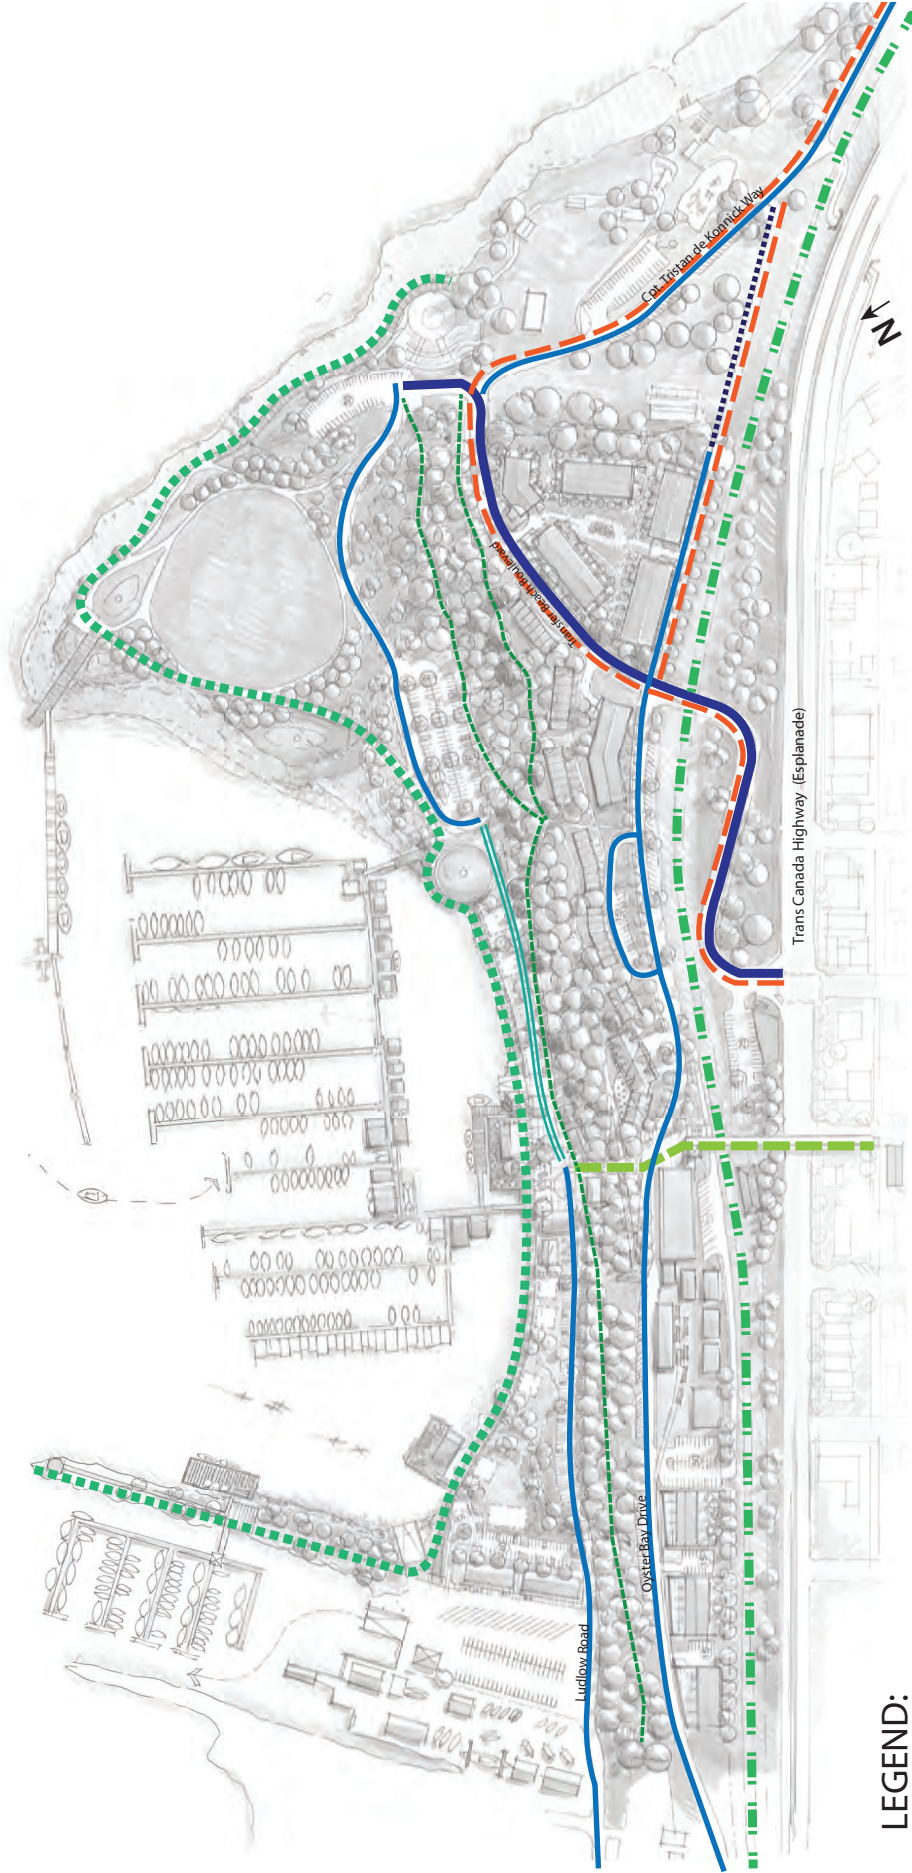 Cpt. Tristan de Konnick Way
N
Transfer Beach Boulevard
Trans Canada Highway (Esplanade)
Oyster Bay Drive
Ludlow Road
LEGEND: